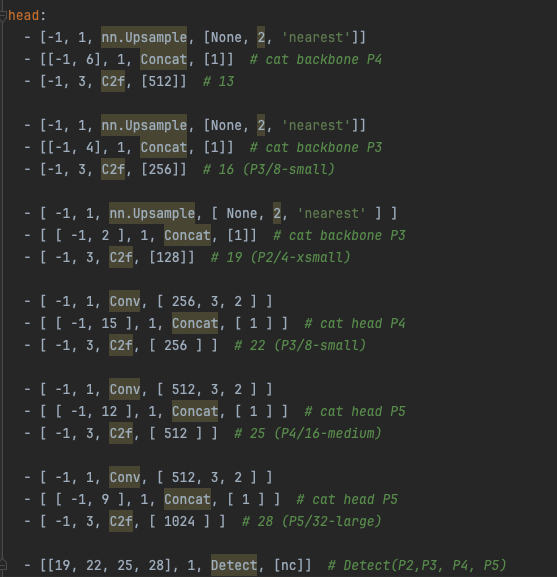 head:
- [-1, 1, nn.Upsample, [None, 2, 'nearest']]
- [[-1, 6], 1, Concat, [1]] # cat backbone P4
- [-1, 3, C2f, [512]] # 13
- [-1, 1, nn.Upsample, [None, 2, 'nearest']]
- [[-1, 4], 1, Concat, [1]] # cat backbone P3
- [-1, 3, C2f, [256]] # 16 (P3/8-small)
- [ -1, 1, nn.Upsample, [ None, 2, 'nearest' ] ]
- [ [ -1, 2 ], 1, Concat, [1]] # cat backbone P3
- [ -1, 3, C2f, [128]] # 19 (P2/4-xsmall)
- [ -1, 1, Conv, [ 256, 3, 2 ] ]
- [ [ -1, 15 ], 1, Concat, [ 1 ] ] # cat head P4
- [ -1, 3, C2f, [ 256 ] ] # 22 (P3/8-small)
- [ -1, 1, Conv, [ 512, 3, 2 ] ]
- [ [ -1, 12 ], 1, Concat, [ 1 ] ] # cat head P5
- [ -1, 3, C2f, [ 512 ] ] # 25 (P4/16-medium)
- [ -1, 1, Conv, [ 512, 3, 2 ] ]
- [ [ -1, 9 ], 1, Concat, [ 1 ] ] # cat head P5
- [ -1, 3, C2f, [ 1024 ] ] # 28 (P5/32-large)
- [[19, 22, 25, 28], 1, Detect, [nc]] # Detect(P2,P3, P4, P5)